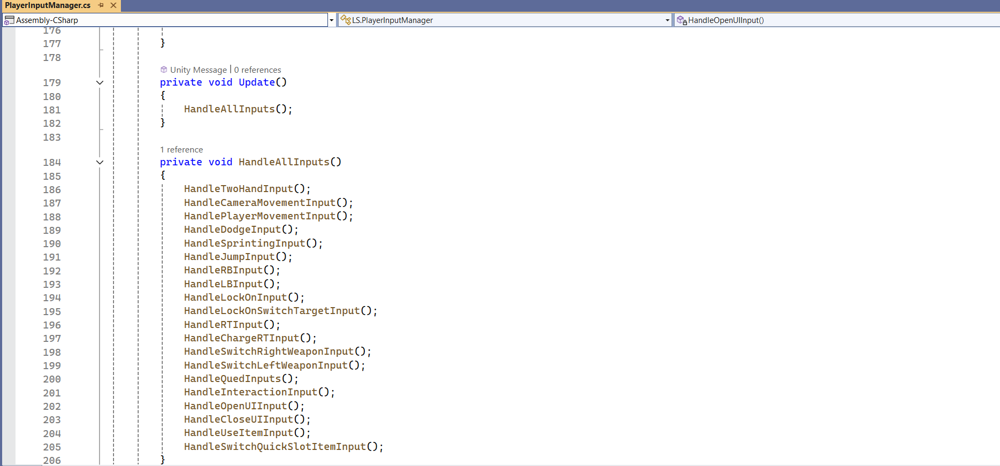 PlayerInputManager.cs
Assembly-CSharp LS.PlayerInputManager HandleOpenUIInput()
176
177 }
178
Unity Message | 0 references
179 private void Update()
180 {
181 HandleAllInputs();
182 }
183
1 reference
184 private void HandleAllInputs()
185 {
186 HandleTwoHandInput();
187 HandleCameraMovementInput();
188 HandlePlayerMovementInput();
189 HandleDodgeInput();
190 HandleSprintingInput();
191 HandleJumpInput();
192 HandleRBInput();
193 HandleLBInput();
194 HandleLockOnInput();
195 HandleLockOnSwitchTargetInput();
196 HandleRTInput();
197 HandleChargeRTInput();
198 HandleSwitchRightWeaponInput();
199 HandleSwitchLeftWeaponInput();
200 HandleQuedInputs();
201 HandleInteractionInput();
202 HandleOpenUIInput();
203 HandleCloseUIInput();
204 HandleUseItemInput();
205 HandleSwitchQuickSlotItemInput();
206 }